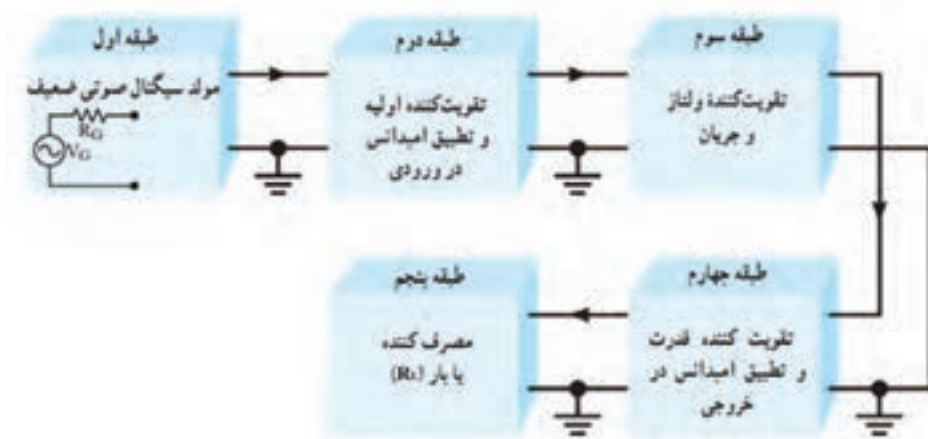 طبقه اول
مولد سیگنال صوتی ضعیف
RG
VG
طبقه دوم
تقویت‌کننده اولیه
و تطبیق امپدانس
در ورودی
طبقه سوم
تقویت‌کنندۀ ولتاژ
و جریان
طبقه چهارم
تقویت کننده قدرت
و تطبیق امپدانس در
خروجی
طبقه پنجم
مصرف کننده
یا بار (RL)